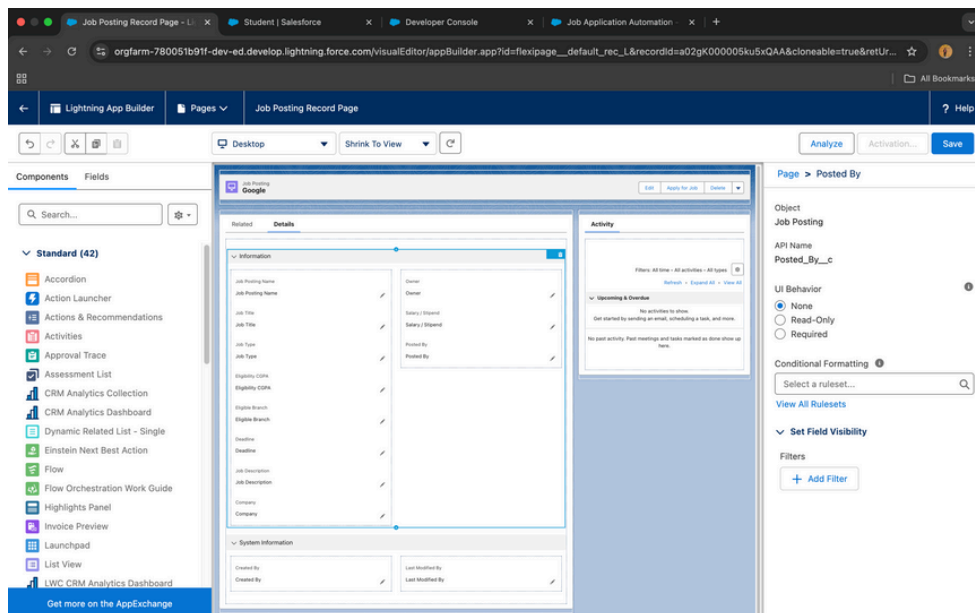 Job Posting Record Page - Li
Student | Salesforce
Developer Console
Job Application Automation -
orgfarm-780051b91f-dev-ed.develop.lightning.force.com/visualEditor/appBuilder.app?id=flexipage__default_rec_L&recordId=a02gK000005ku5xQAA&cloneable=true&retUr...
All Bookmarks
Lightning App Builder
Pages
Job Posting Record Page
? Help
Desktop
Shrink To View
Analyze
Activation...
Save
Components
Fields
Search...
Standard (42)
Accordion
Action Launcher
Actions & Recommendations
Activities
Approval Trace
Assessment List
CRM Analytics Collection
CRM Analytics Dashboard
Dynamic Related List - Single
Einstein Next Best Action
Flow
Flow Orchestration Work Guide
Highlights Panel
Invoice Preview
Launchpad
List View
LWC CRM Analytics Dashboard
Get more on the AppExchange
Job Posting
Google
Edit
Apply for Job
Delete
Related
Details
Information
Job Posting Name
Job Posting Name
Job Title
Job Title
Job Type
Job Type
Eligibility CGPA
Eligibility CGPA
Eligible Branch
Eligible Branch
Deadline
Deadline
Job Description
Job Description
Company
Company
Owner
Owner
Salary / Stipend
Salary / Stipend
Posted By
Posted By
System Information
Created By
Created By
Last Modified By
Last Modified By
Activity
Filters: All time • All activities • All types
Refresh • Expand All • View All
Upcoming & Overdue
No activities to show.
Get started by sending an email, scheduling a task, and more.
No past activity. Past meetings and tasks marked as done show up
here.
Page > Posted By
Object
Job Posting
API Name
Posted_By__c
UI Behavior
None
Read-Only
Required
Conditional Formatting
Select a ruleset...
View All Rulesets
Set Field Visibility
Filters
+ Add Filter